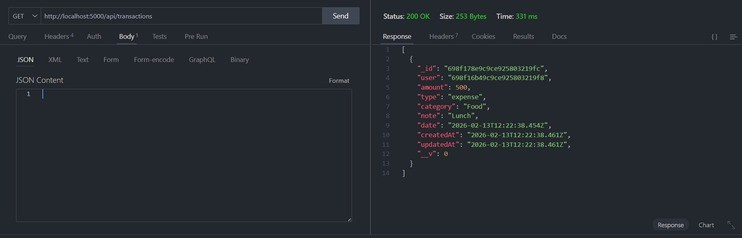 GET http://localhost:5000/api/transactions Send
Query Headers 4 Auth Body 1 Tests Pre Run
JSON XML Text Form Form-encode GraphQL Binary
JSON Content Format
1
Status: 200 OK Size: 253 Bytes Time: 331 ms
Response Headers 7 Cookies Results Docs {}
1 [
2 {
3 "_id": "698f178e9c9ce925803219fc",
4 "user": "698f16b49c9ce925803219f8",
5 "amount": 500,
6 "type": "expense",
7 "category": "Food",
8 "note": "Lunch",
9 "date": "2026-02-13T12:22:38.454Z",
10 "createdAt": "2026-02-13T12:22:38.461Z",
11 "updatedAt": "2026-02-13T12:22:38.461Z",
12 "__v": 0
13 }
14 ]
Response Chart